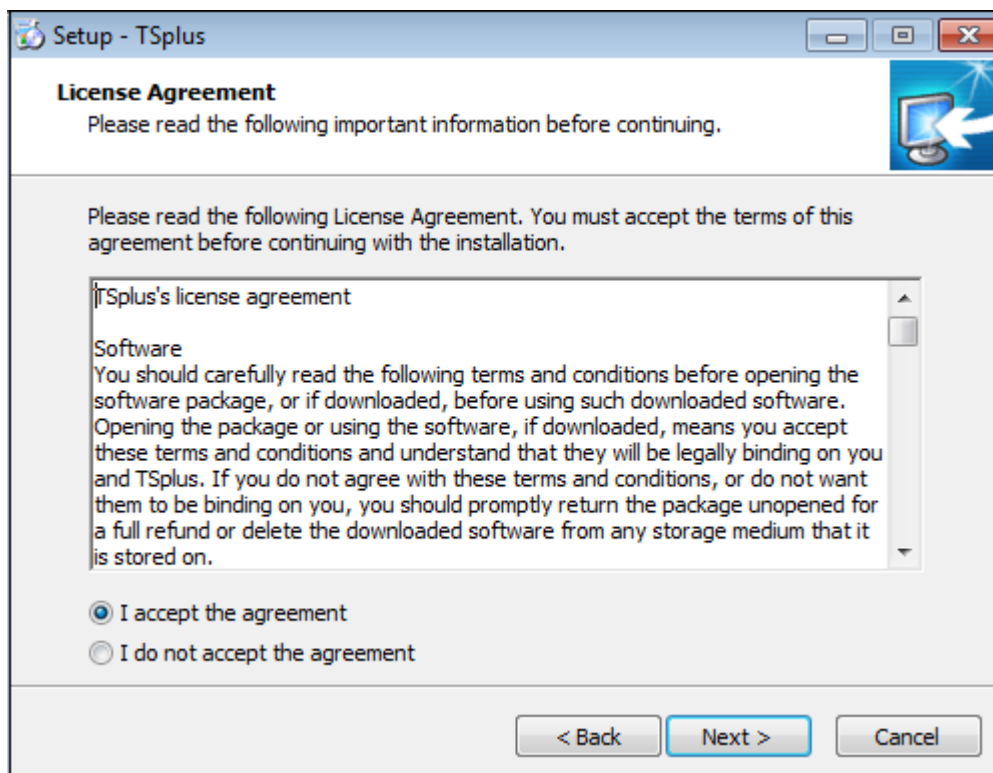 Setup - TSplus
License Agreement
Please read the following important information before continuing.
Please read the following License Agreement. You must accept the terms of this
agreement before continuing with the installation.
TSplus's license agreement
Software
You should carefully read the following terms and conditions before opening the
software package, or if downloaded, before using such downloaded software.
Opening the package or using the software, if downloaded, means you accept
these terms and conditions and understand that they will be legally binding on you
and TSplus. If you do not agree with these terms and conditions, or do not want
them to be binding on you, you should promptly return the package unopened for
a full refund or delete the downloaded software from any storage medium that it
is stored on.
I accept the agreement
I do not accept the agreement
< Back Next > Cancel